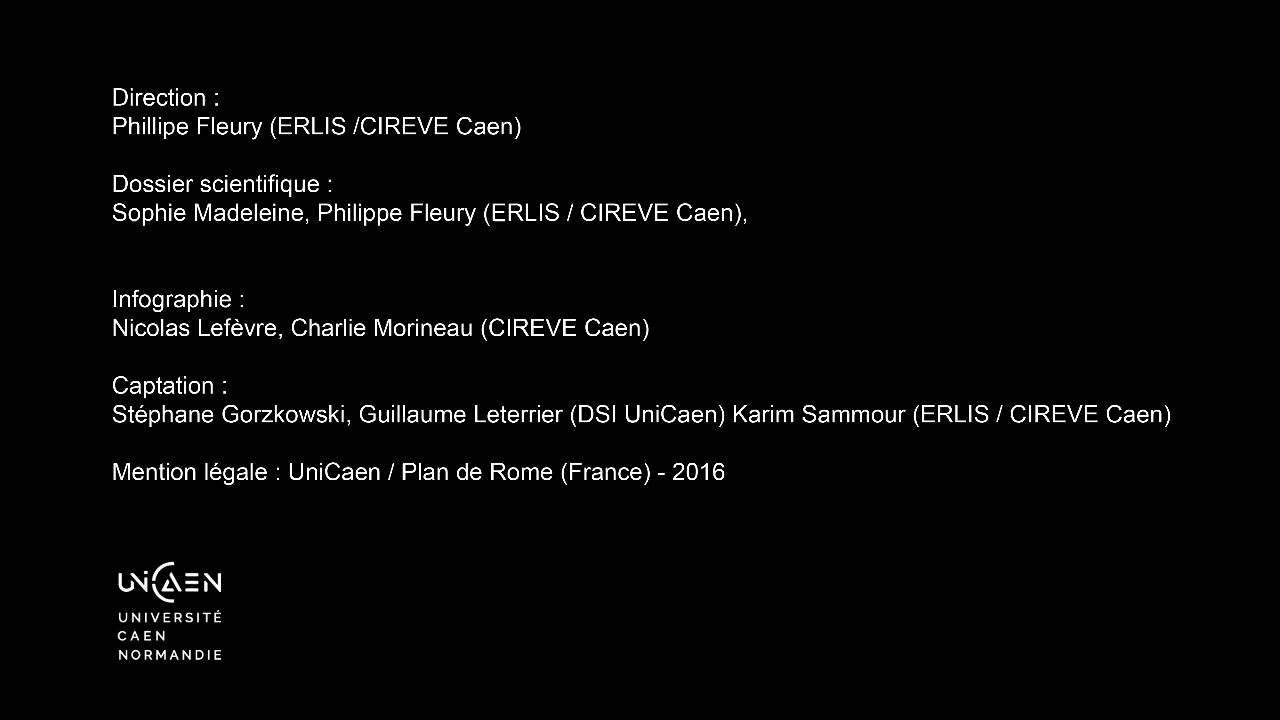 Direction :
Phillipe Fleury (ERLIS /CIREVE Caen)
Dossier scientifique :
Sophie Madeleine, Philippe Fleury (ERLIS / CIREVE Caen),
Infographie :
Nicolas Lefèvre, Charlie Morineau (CIREVE Caen)
Captation :
Stéphane Gorzkowski, Guillaume Leterrier (DSI UniCaen) Karim Sammour (ERLIS / CIREVE Caen)
Mention légale : UniCaen / Plan de Rome (France) - 2016
UNICAEN
UNIVERSITÉ
CAEN
NORMANDIE